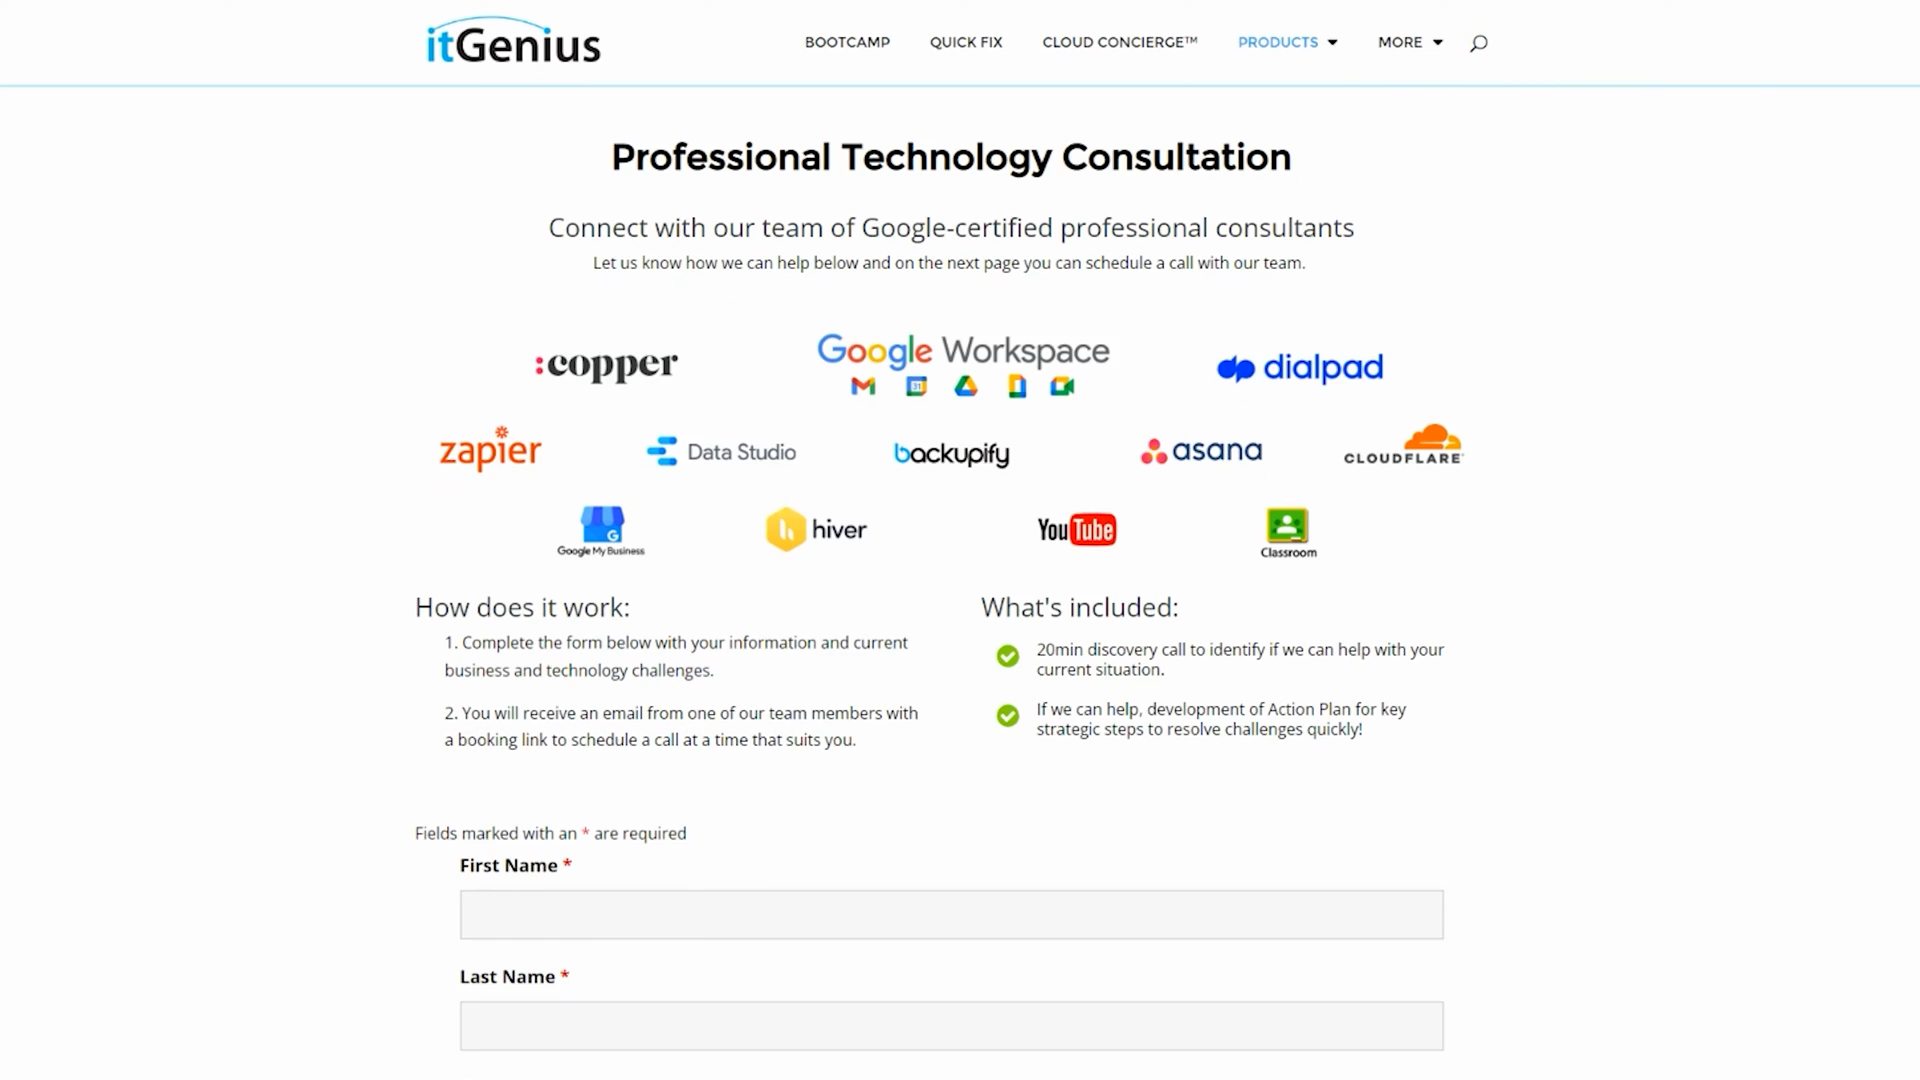 itGenius
BOOTCAMP
QUICK FIX
CLOUD CONCIERGE™
PRODUCTS
MORE
Professional Technology Consultation
Connect with our team of Google-certified professional consultants
Let us know how we can help below and on the next page you can schedule a call with our team.
:copper
Google Workspace
31
dialpad
zapier
Data Studio
backupify
asana
CLOUDFLARE
G
Google My Business
h hiver
YouTube
Classroom
How does it work:
1. Complete the form below with your information and current
business and technology challenges.
2. You will receive an email from one of our team members with
a booking link to schedule a call at a time that suits you.
What's included:
20min discovery call to identify if we can help with your
current situation.
If we can help, development of Action Plan for key
strategic steps to resolve challenges quickly!
Fields marked with an * are required
First Name *
Last Name *